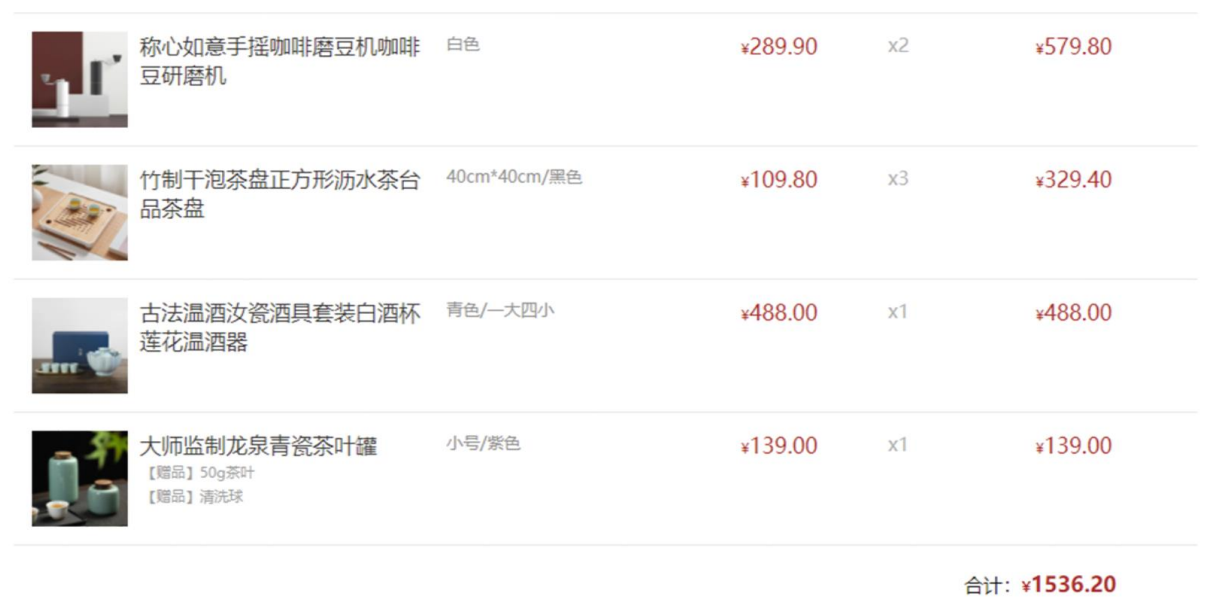 称心如意手摇咖啡磨豆机咖啡 白色 ¥289.90 x2 ¥579.80
豆研磨机
竹制干泡茶盘正方形沥水茶台 40cm*40cm/黑色 ¥109.80 x3 ¥329.40
品茶盘
古法温酒汝瓷酒具套装白酒杯 青色/一大四小 ¥488.00 x1 ¥488.00
莲花温酒器
大师监制龙泉青瓷茶叶罐 小号/紫色 ¥139.00 x1 ¥139.00
【赠品】50g茶叶
【赠品】清洗球
合计：¥1536.20